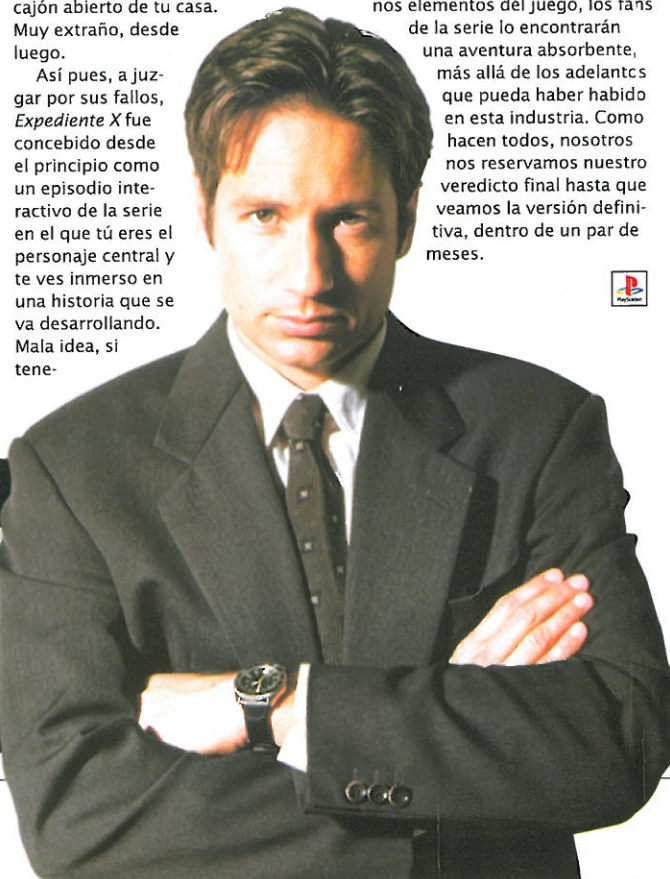 cajón abierto de tu casa.
Muy extraño, desde
luego.
Así pues, a juz-
gar por sus fallos,
Expediente X fue
concebido desde
el principio como
un episodio inte-
ractivo de la serie
en el que tú eres el
personaje central y
te ves inmerso en
una historia que se
va desarrollando.
Mala idea, si
tene-
nos elementos del juego, los fans
de la serie lo encontrarán
una aventura absorbente,
más allá de los adelantos
que pueda haber habido
en esta industria. Como
hacen todos, nosotros
nos reservamos nuestro
veredicto final hasta que
veamos la versión defini-
tiva, dentro de un par de
meses.
PlayStation